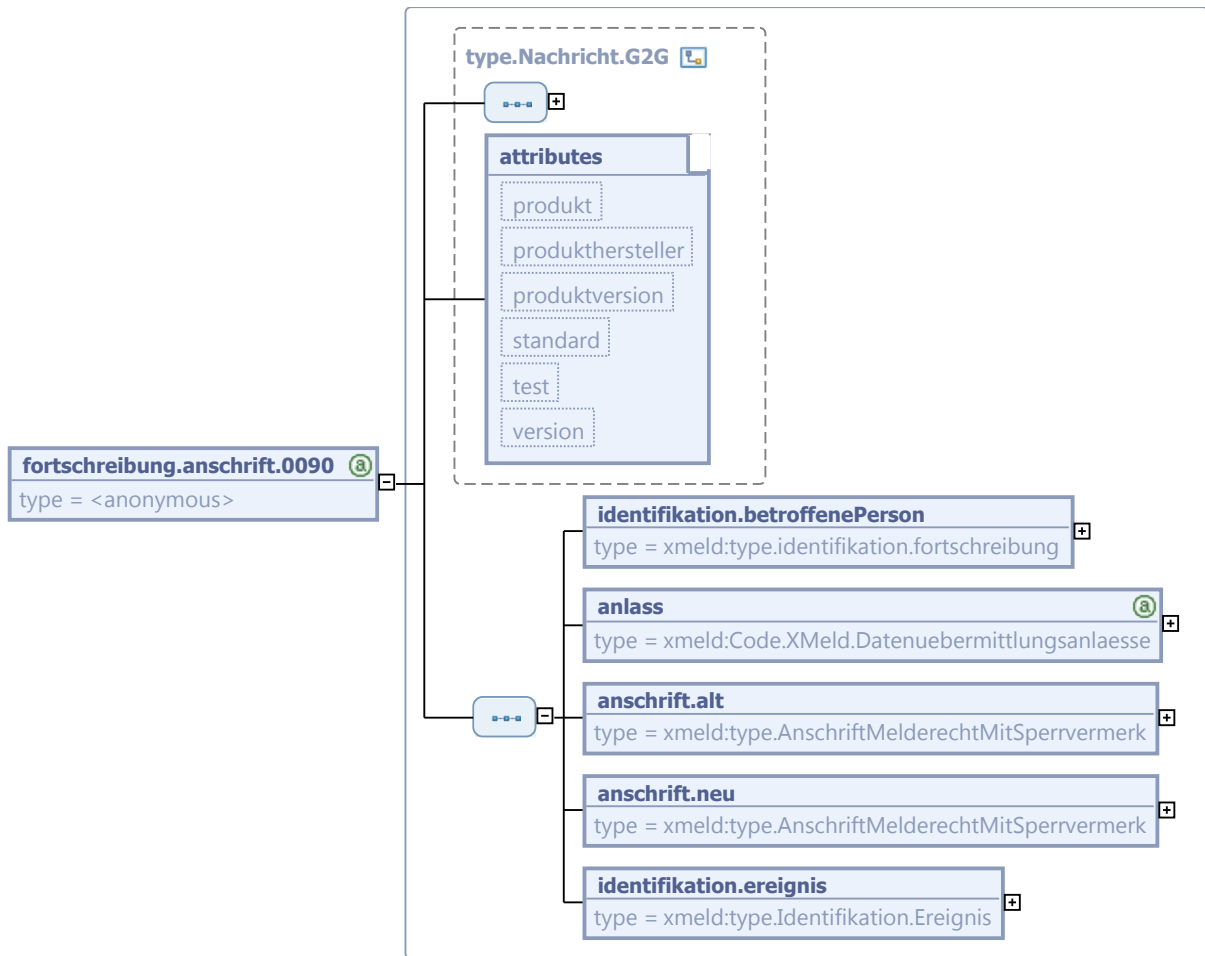 type.Nachricht.G2G
attributes
produkt
produkthersteller
produktversion
standard
test
version
fortschreibung.anschrift.0090
type = <anonymous>
identifikation.betroffenePerson
type = xmeld:type.identifikation.fortschreibung
anlass
type = xmeld:Code.XMeld.Datenuebermittlungsanlaesse
anschrift.alt
type = xmeld:type.AnschriftMelderechtMitSperrvermerk
anschrift.neu
type = xmeld:type.AnschriftMelderechtMitSperrvermerk
identifikation.ereignis
type = xmeld:type.Identifikation.Ereignis